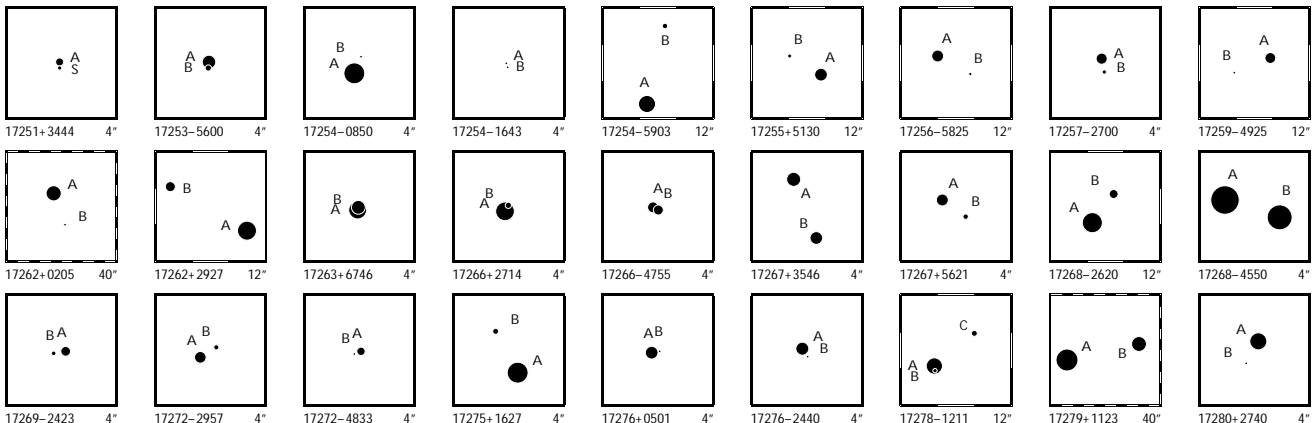 A
S
17251+3444 4"
A
B
17253−5600 4"
B
A
17254−0850 4"
A
B
17254−1643 4"
B
A
17254−5903 12"
B
A
17255+5130 12"
A
B
17256−5825 12"
A
B
17257−2700 4"
A
B
17259−4925 12"
A
B
17262+0205 40"
B
A
17262+2927 12"
B
A
17263+6746 4"
B
A
17266+2714 4"
A B
17266−4755 4"
A
B
17267+3546 4"
A
B
17267+5621 4"
B
A
17268−2620 12"
A
B
17268−4550 4"
B A
17269−2423 4"
B
A
17272−2957 4"
B A
17272−4833 4"
B
A
17275+1627 4"
A B
17276+0501 4"
A
B
17276−2440 4"
C
A
B
17278−1211 12"
A
B
17279+1123 40"
A
B
17280+2740 4"